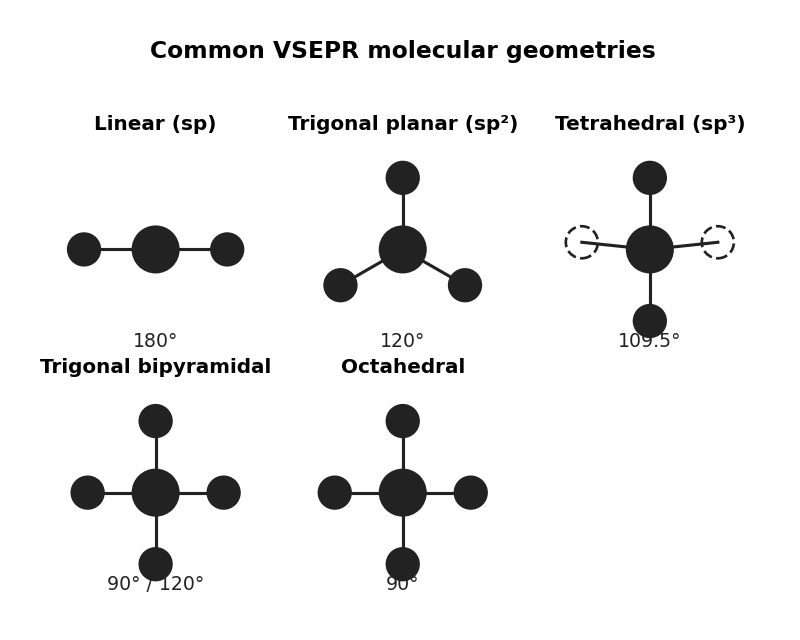 Common VSEPR molecular geometries
Linear (sp)
Trigonal planar (sp²)
Tetrahedral (sp³)
180°
120°
109.5°
Trigonal bipyramidal
Octahedral
90° / 120°
90°